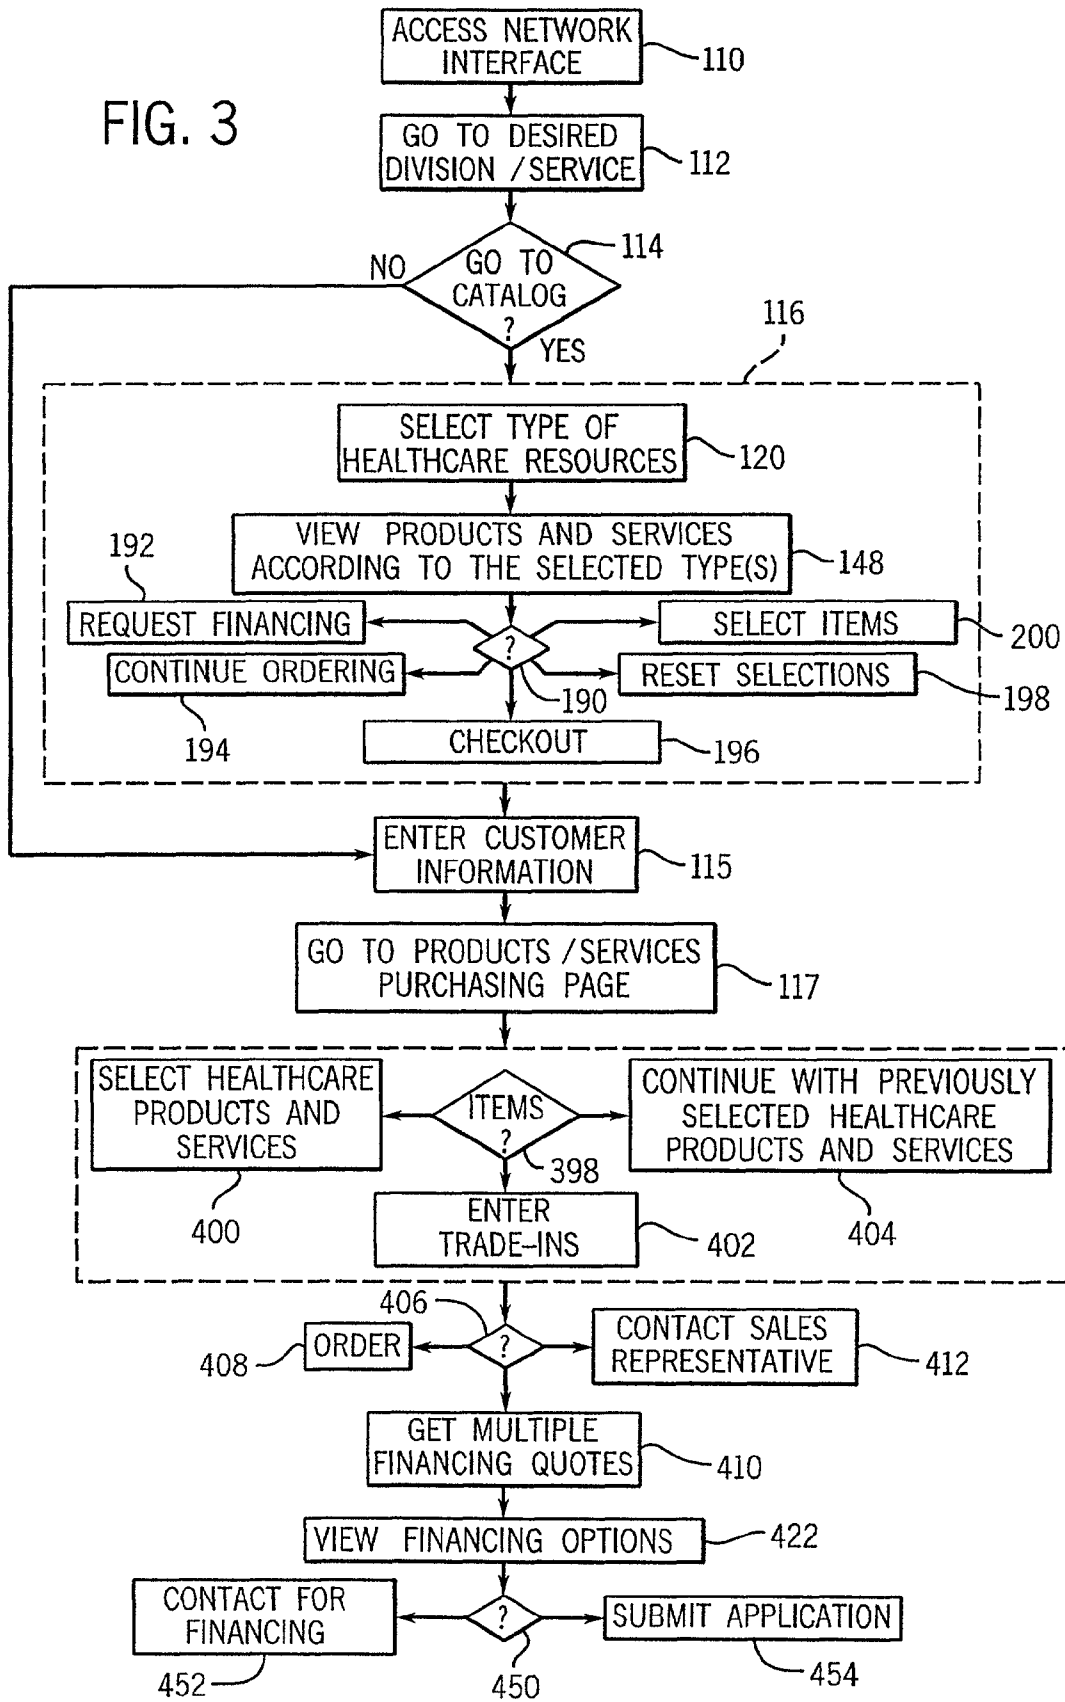 ACCESS NETWORK
INTERFACE
110
FIG. 3
GO TO DESIRED
DIVISION / SERVICE
112
GO TO
CATALOG
?
114
NO
YES
116
SELECT TYPE OF
HEALTHCARE RESOURCES
120
VIEW PRODUCTS AND SERVICES
ACCORDING TO THE SELECTED TYPE(S)
148
192
REQUEST FINANCING
?
SELECT ITEMS
200
CONTINUE ORDERING
190
RESET SELECTIONS
198
194
CHECKOUT
196
ENTER CUSTOMER
INFORMATION
115
GO TO PRODUCTS / SERVICES
PURCHASING PAGE
117
SELECT HEALTHCARE
PRODUCTS AND
SERVICES
400
ITEMS
?
398
CONTINUE WITH PREVIOUSLY
SELECTED HEALTHCARE
PRODUCTS AND SERVICES
404
ENTER
TRADE-INS
402
406
?
ORDER
408
CONTACT SALES
REPRESENTATIVE
412
GET MULTIPLE
FINANCING QUOTES
410
VIEW FINANCING OPTIONS
422
CONTACT FOR
FINANCING
452
?
450
SUBMIT APPLICATION
454